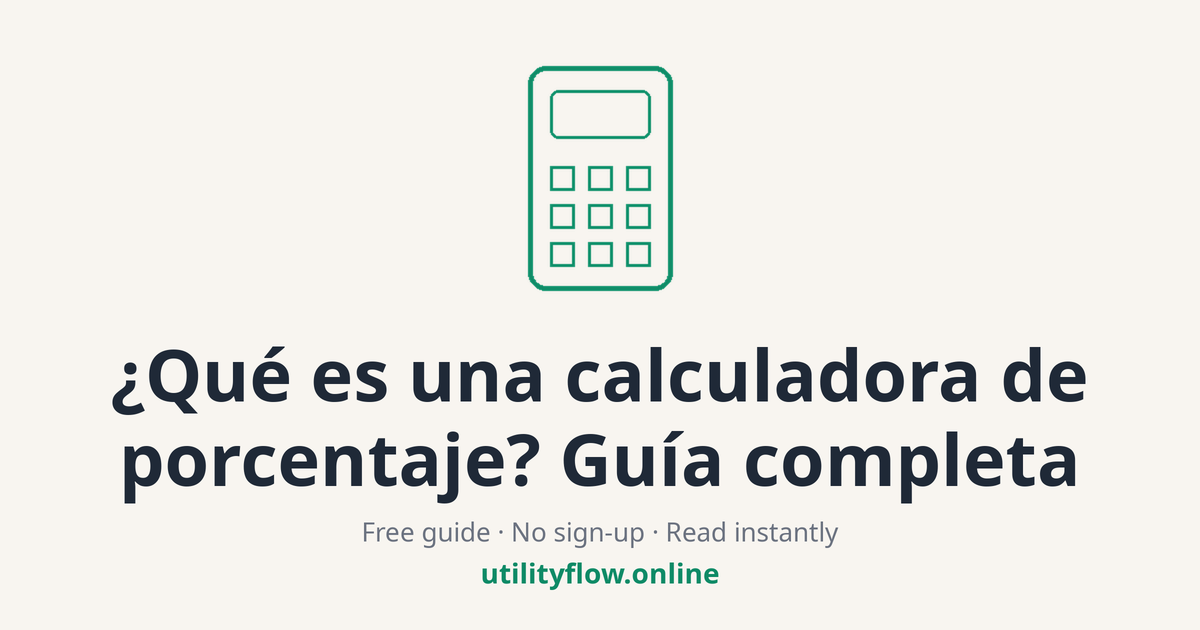 ¿Qué es una calculadora de
porcentaje? Guía completa
Free guide · No sign-up · Read instantly
utilityflow.online